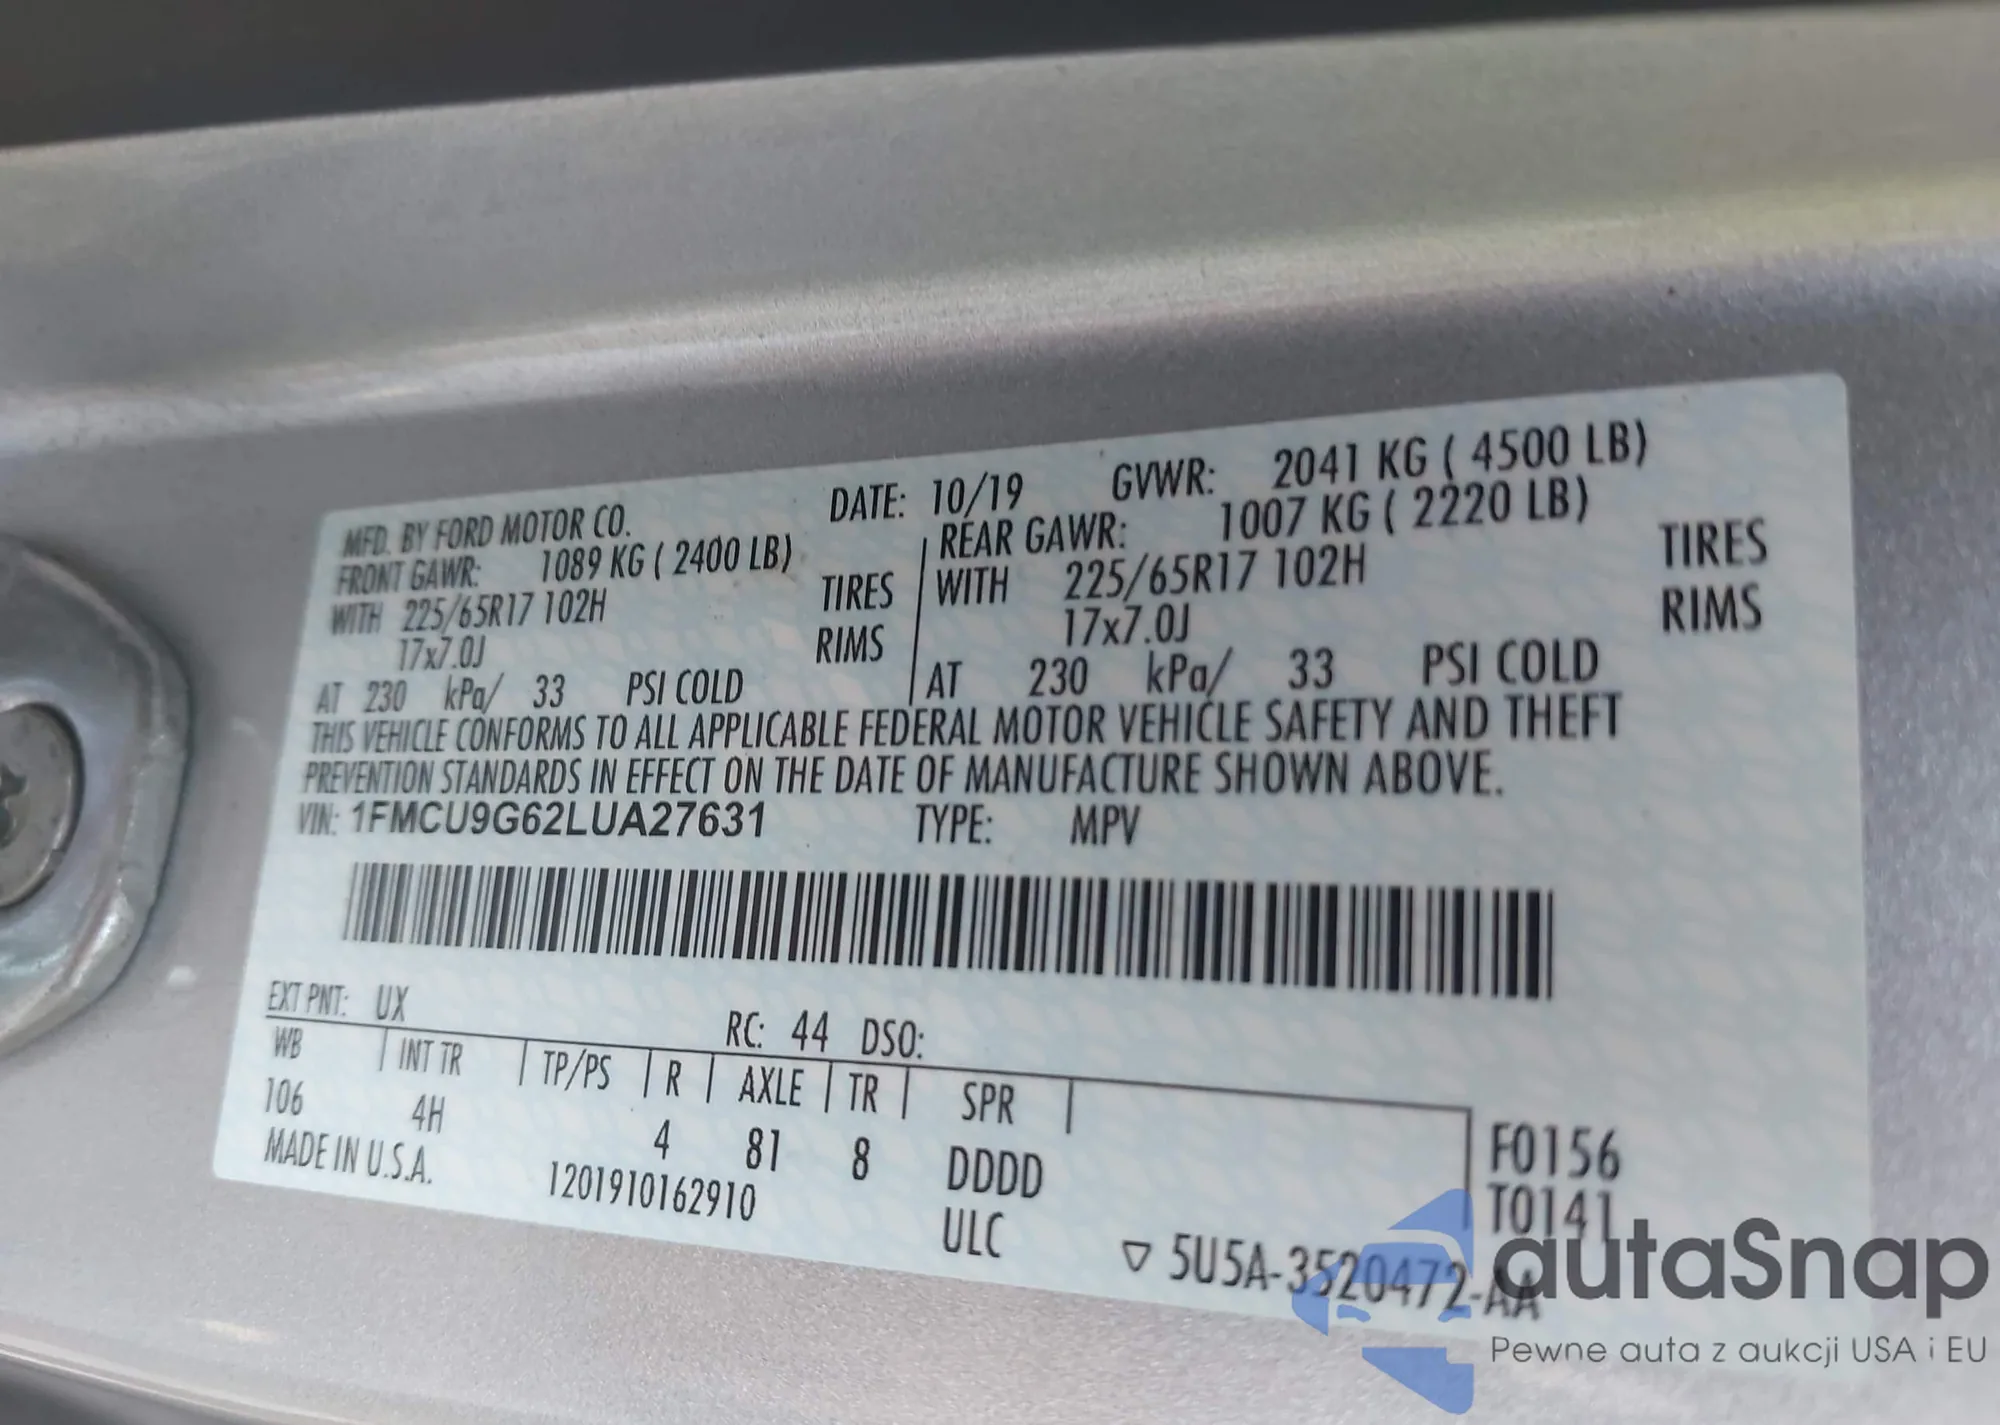 MFD. BY FORD MOTOR CO. DATE: 10/19 GVWR: 2041 KG ( 4500 LB)
FRONT GAWR: 1089 KG ( 2400 LB) REAR GAWR: 1007 KG ( 2220 LB)
WITH 225/65R17 102H TIRES WITH 225/65R17 102H TIRES
17x7.0J RIMS 17x7.0J RIMS
AT 230 kPa/ 33 PSI COLD AT 230 kPa/ 33 PSI COLD
THIS VEHICLE CONFORMS TO ALL APPLICABLE FEDERAL MOTOR VEHICLE SAFETY AND THEFT
PREVENTION STANDARDS IN EFFECT ON THE DATE OF MANUFACTURE SHOWN ABOVE.
VIN: 1FMCU9G62LUA27631 TYPE: MPV
EXT PNT: UX RC: 44 DSO:
WB INT TR TP/PS R AXLE TR SPR
106 4H 4 81 8 DDDD F0156
MADE IN U.S.A. 1201910162910 ULC T0141
▽ 5U5A-3520472-AA
autaSnap
Pewne auta z aukcji USA i EU